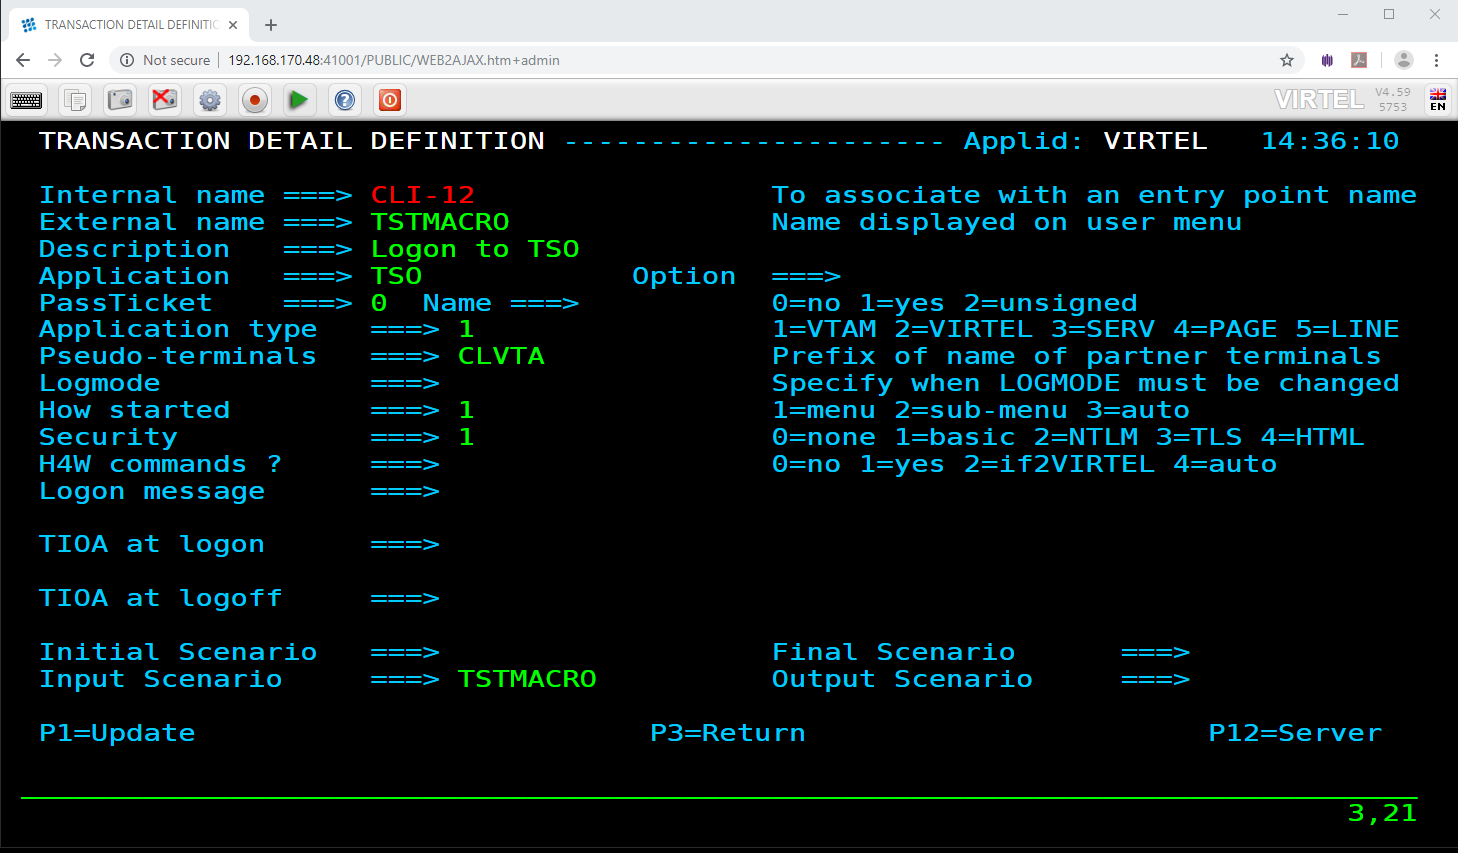 TRANSACTION DETAIL DEFINITIO
Not secure | 192.168.170.48:41001/PUBLIC/WEB2AJAX.htm+admin
VIRTEL V4.59 5753 EN
TRANSACTION DETAIL DEFINITION ---------------------- Applid: VIRTEL 14:36:10
Internal name ===> CLI-12 To associate with an entry point name
External name ===> TSTMACRO Name displayed on user menu
Description ===> Logon to TSO
Application ===> TSO Option ===>
PassTicket ===> 0 Name ===> 0=no 1=yes 2=unsigned
Application type ===> 1 1=VTAM 2=VIRTEL 3=SERV 4=PAGE 5=LINE
Pseudo-terminals ===> CLVTA Prefix of name of partner terminals
Logmode ===> Specify when LOGMODE must be changed
How started ===> 1 1=menu 2=sub-menu 3=auto
Security ===> 1 0=none 1=basic 2=NTLM 3=TLS 4=HTML
H4W commands ? ===> 0=no 1=yes 2=if2VIRTEL 4=auto
Logon message ===>
TIOA at logon ===>
TIOA at logoff ===>
Initial Scenario ===> Final Scenario ===>
Input Scenario ===> TSTMACRO Output Scenario ===>
P1=Update P3=Return P12=Server
3,21